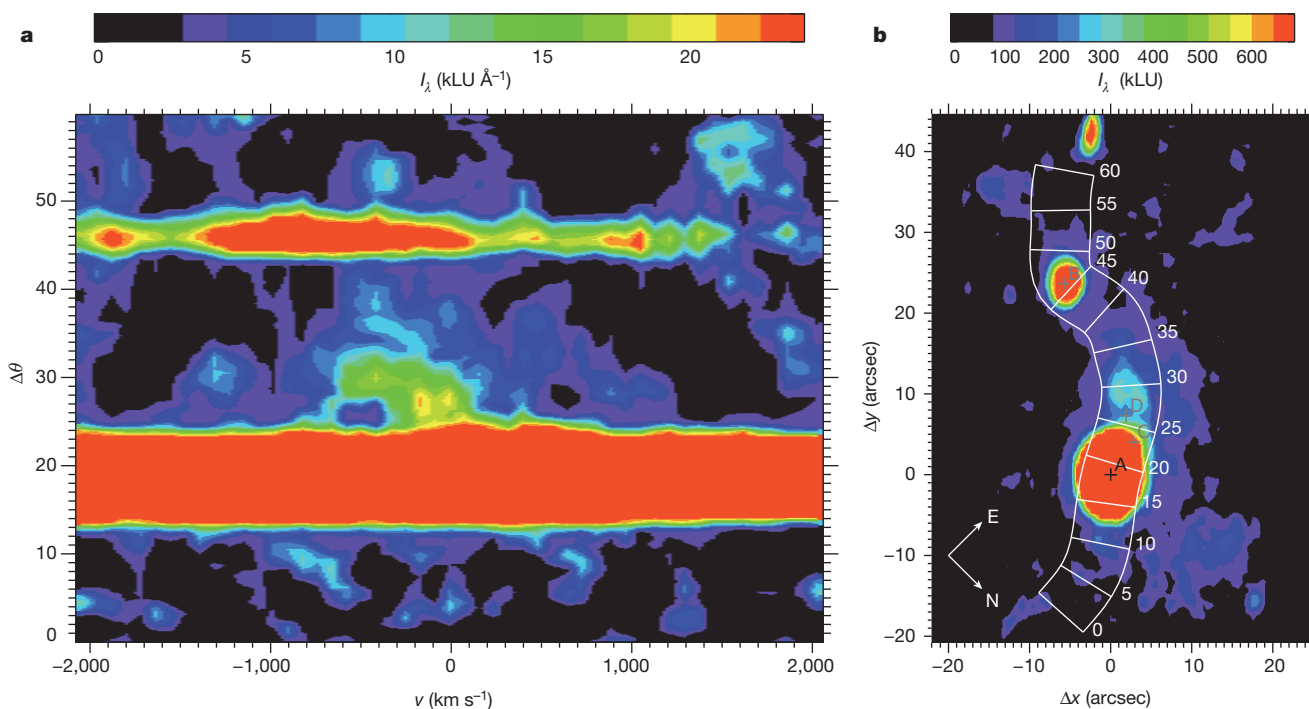 a
0 5 10 15 20
Iλ (kLU Å⁻¹)
b
0 100 200 300 400 500 600
Iλ (kLU)
50
40
30
20
10
0
Δθ
–2,000 –1,000 0 1,000 2,000
v (km s⁻¹)
40
30
20
10
0
–10
–20
Δy (arcsec)
60
55
50
45
40
B
35
30
D
25
C
A
20
15
10
5
0
E
N
–20 –10 0 10 20
Δx (arcsec)